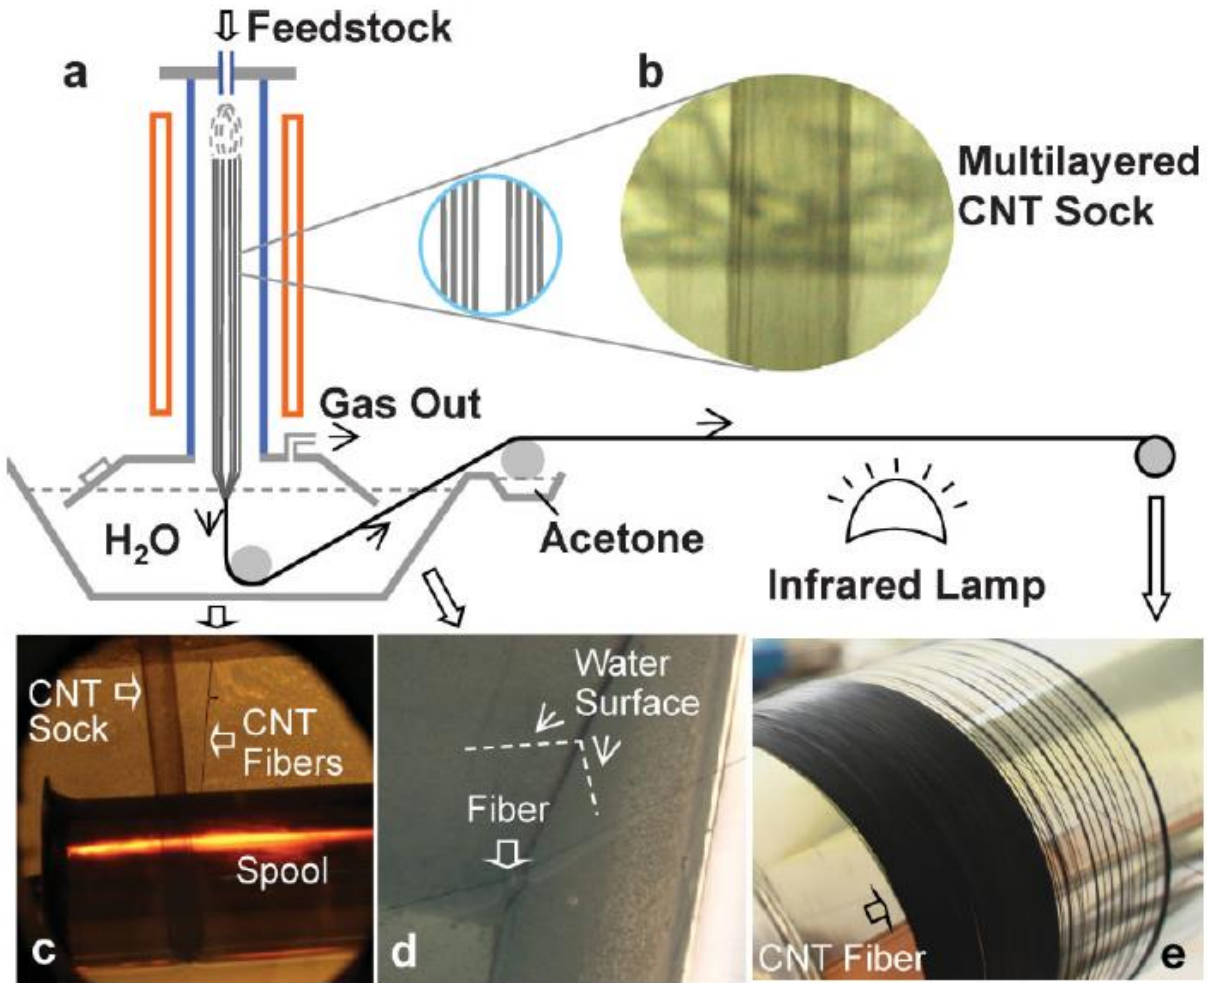 Feedstock
a
b
Multilayered
CNT Sock
Gas Out
H₂O
Acetone
Infrared Lamp
CNT
Sock
CNT
Fibers
Spool
c
Water
Surface
Fiber
d
CNT Fiber
e